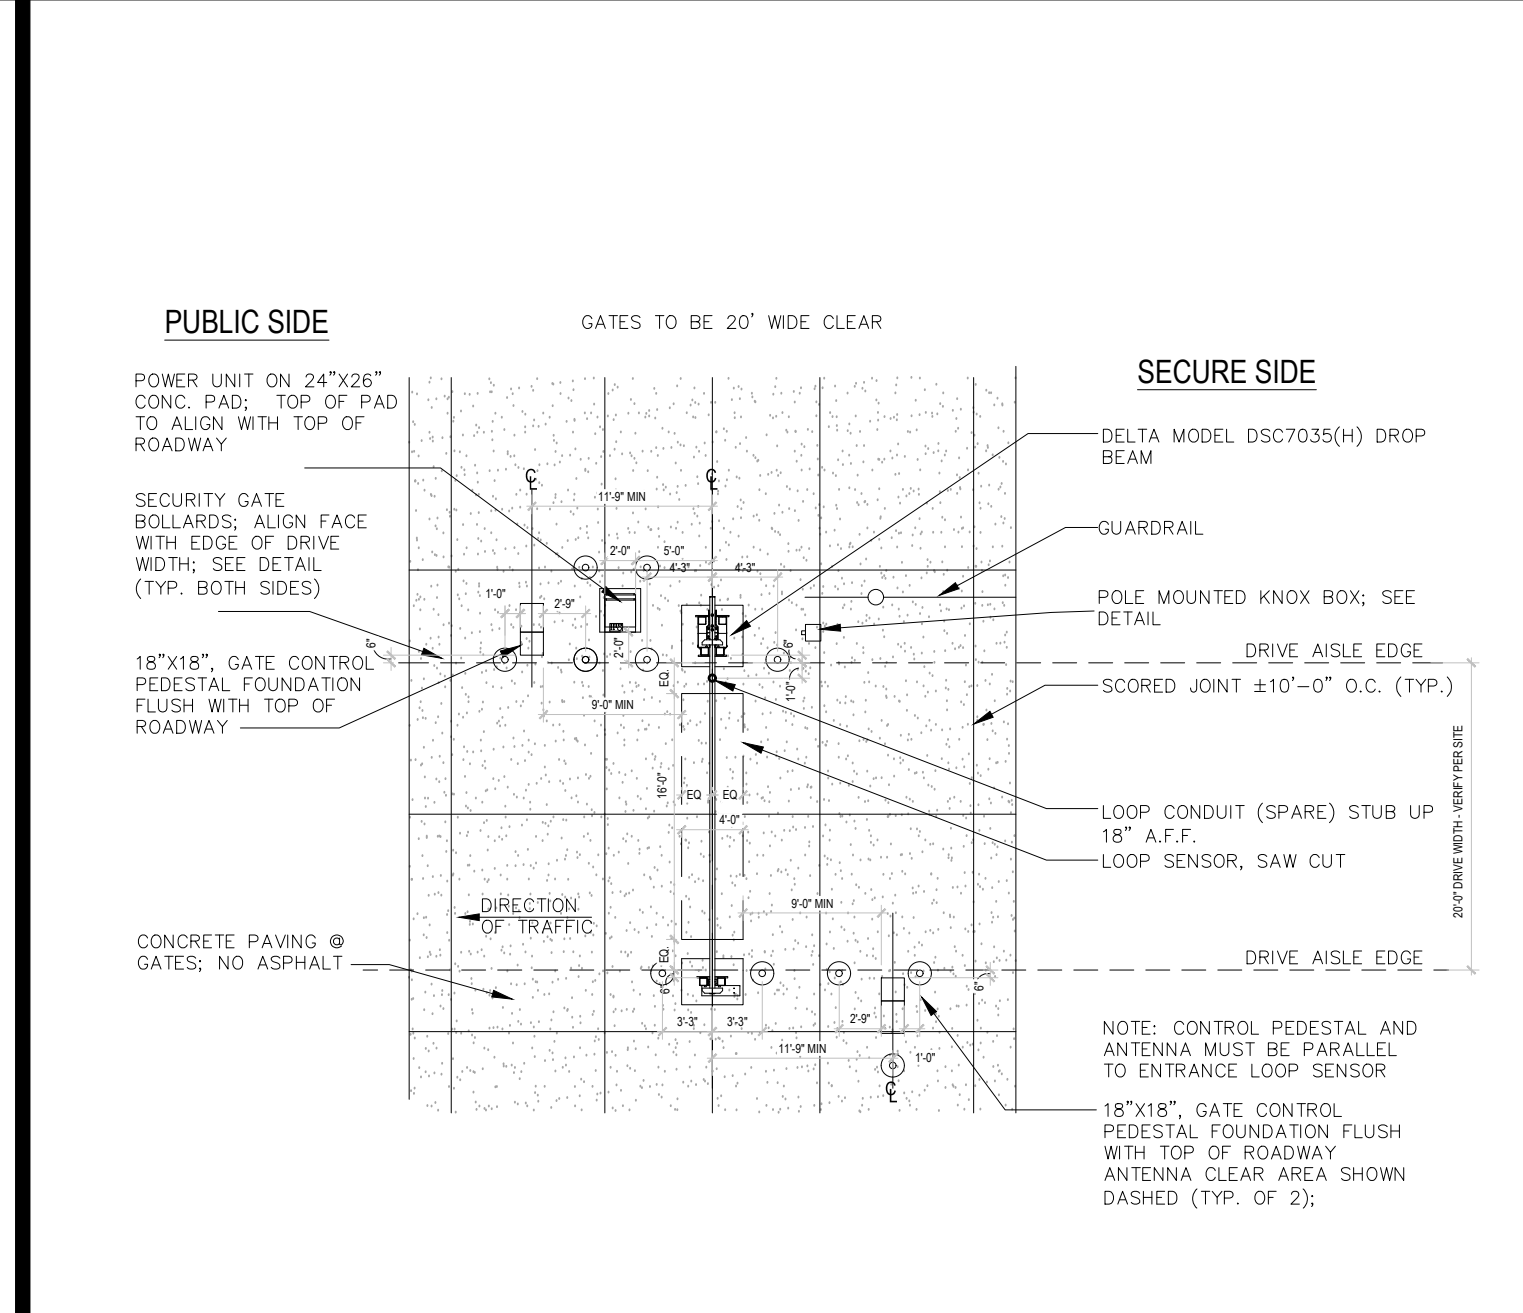 PUBLIC SIDE
GATES TO BE 20' WIDE CLEAR
SECURE SIDE
POWER UNIT ON 24"X26"
CONC. PAD; TOP OF PAD
TO ALIGN WITH TOP OF
ROADWAY
SECURITY GATE
BOLLARDS; ALIGN FACE
WITH EDGE OF DRIVE
WIDTH; SEE DETAIL
(TYP. BOTH SIDES)
18"X18", GATE CONTROL
PEDESTAL FOUNDATION
FLUSH WITH TOP OF
ROADWAY
CONCRETE PAVING @
GATES; NO ASPHALT
CL
CL
11'-9" MIN
2'-0"
5'-0"
4'-3"
4'-3"
1'-0"
2'-9"
6"
2'-0"
6"
EQ.
1'-0"
9'-0" MIN
16'-0"
EQ
EQ
4'-0"
DIRECTION
OF TRAFFIC
9'-0" MIN
EQ.
6"
6"
3'-3"
3'-3"
2'-9"
11'-9" MIN
1'-0"
CL
DELTA MODEL DSC7035(H) DROP
BEAM
GUARDRAIL
POLE MOUNTED KNOX BOX; SEE
DETAIL
DRIVE AISLE EDGE
SCORED JOINT ±10'-0" O.C. (TYP.)
20'-0" DRIVE WIDTH - VERIFY PER SITE
LOOP CONDUIT (SPARE) STUB UP
18" A.F.F.
LOOP SENSOR, SAW CUT
DRIVE AISLE EDGE
NOTE: CONTROL PEDESTAL AND
ANTENNA MUST BE PARALLEL
TO ENTRANCE LOOP SENSOR
18"X18", GATE CONTROL
PEDESTAL FOUNDATION FLUSH
WITH TOP OF ROADWAY
ANTENNA CLEAR AREA SHOWN
DASHED (TYP. OF 2);